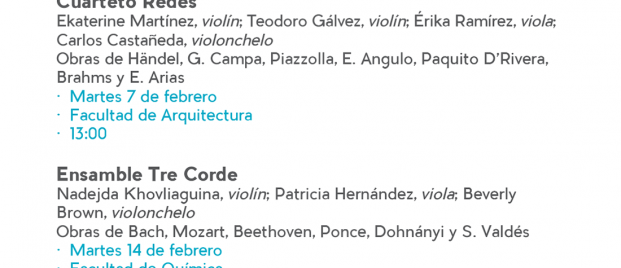 Cuarteto Redes
Ekaterine Martínez, violín; Teodoro Gálvez, violín; Érika Ramírez, viola;
Carlos Castañeda, violonchelo
Obras de Händel, G. Campa, Piazzolla, E. Angulo, Paquito D’Rivera,
Brahms y E. Arias
· Martes 7 de febrero
· Facultad de Arquitectura
· 13:00
Ensamble Tre Corde
Nadejda Khovliaguina, violín; Patricia Hernández, viola; Beverly
Brown, violonchelo
Obras de Bach, Mozart, Beethoven, Ponce, Dohnányi y S. Valdés
· Martes 14 de febrero
· Facultad de Química